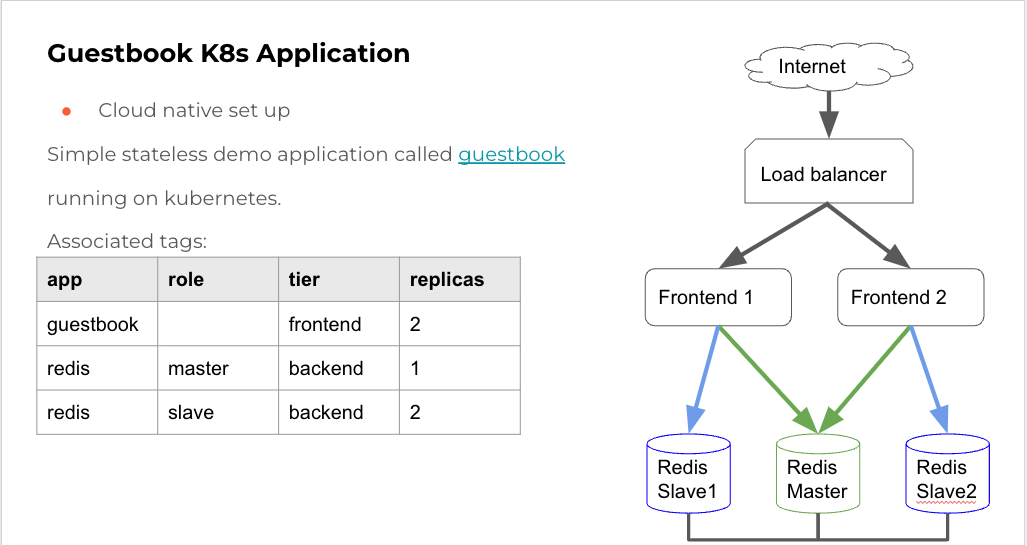 Guestbook K8s Application
● Cloud native set up
Simple stateless demo application called guestbook
running on kubernetes.
Associated tags:
app role tier replicas
guestbook frontend 2
redis master backend 1
redis slave backend 2
Internet
Load balancer
Frontend 1
Frontend 2
Redis
Slave1
Redis
Master
Redis
Slave2